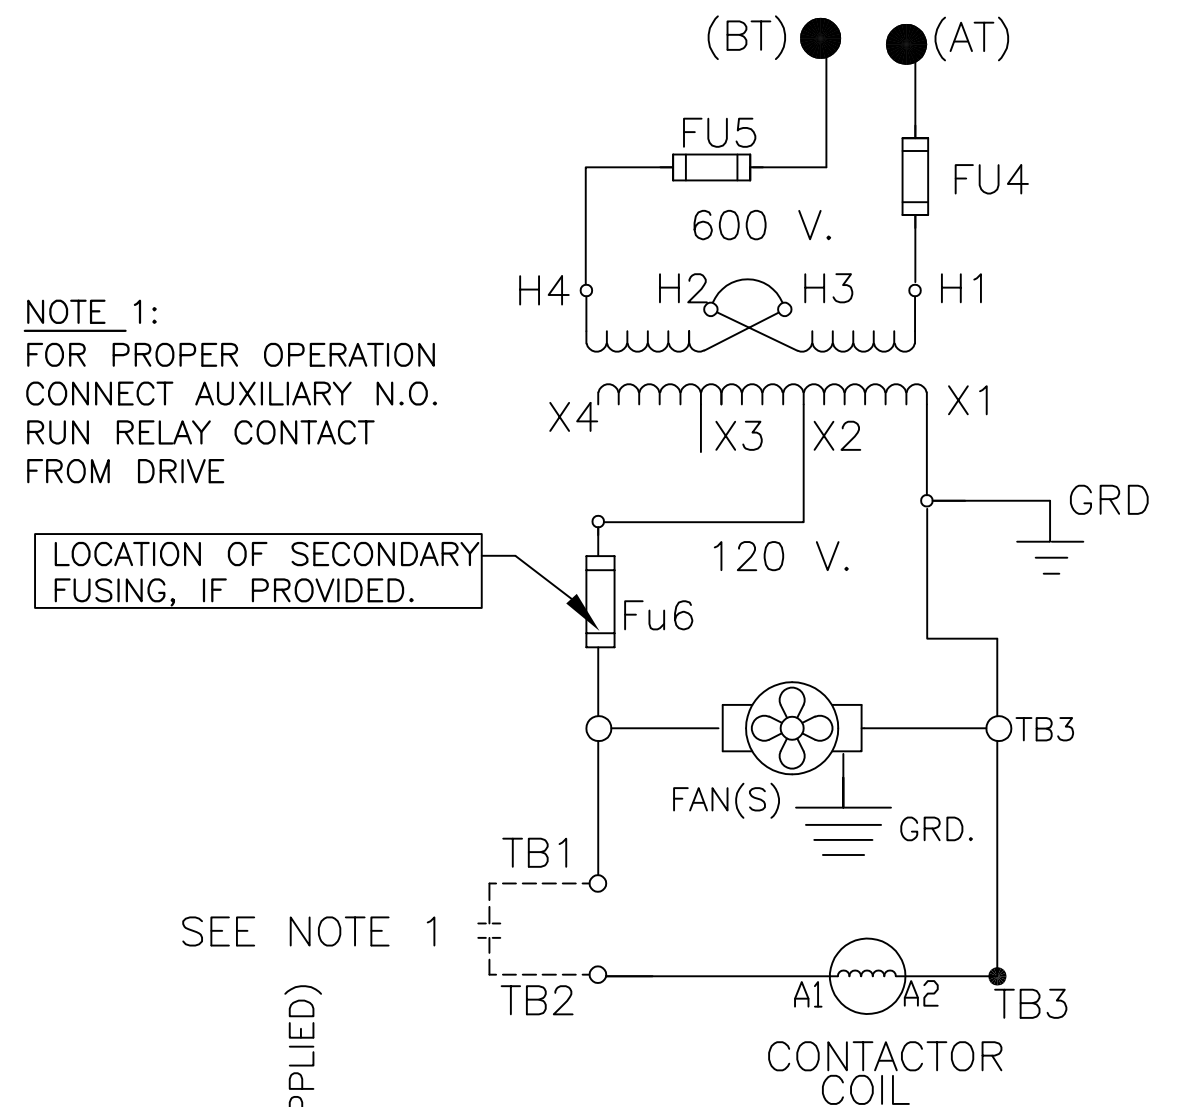 (BT)
(AT)
FU5
FU4
600 V.
H4
H2
H3
H1
NOTE 1:
FOR PROPER OPERATION
CONNECT AUXILIARY N.O.
RUN RELAY CONTACT
FROM DRIVE
X4
X3
X2
X1
GRD
LOCATION OF SECONDARY
FUSING, IF PROVIDED.
120 V.
Fu6
TB3
FAN(S)
GRD.
TB1
SEE NOTE 1
TB2
A1
A2
TB3
CONTACTOR
COIL
PPLIED)